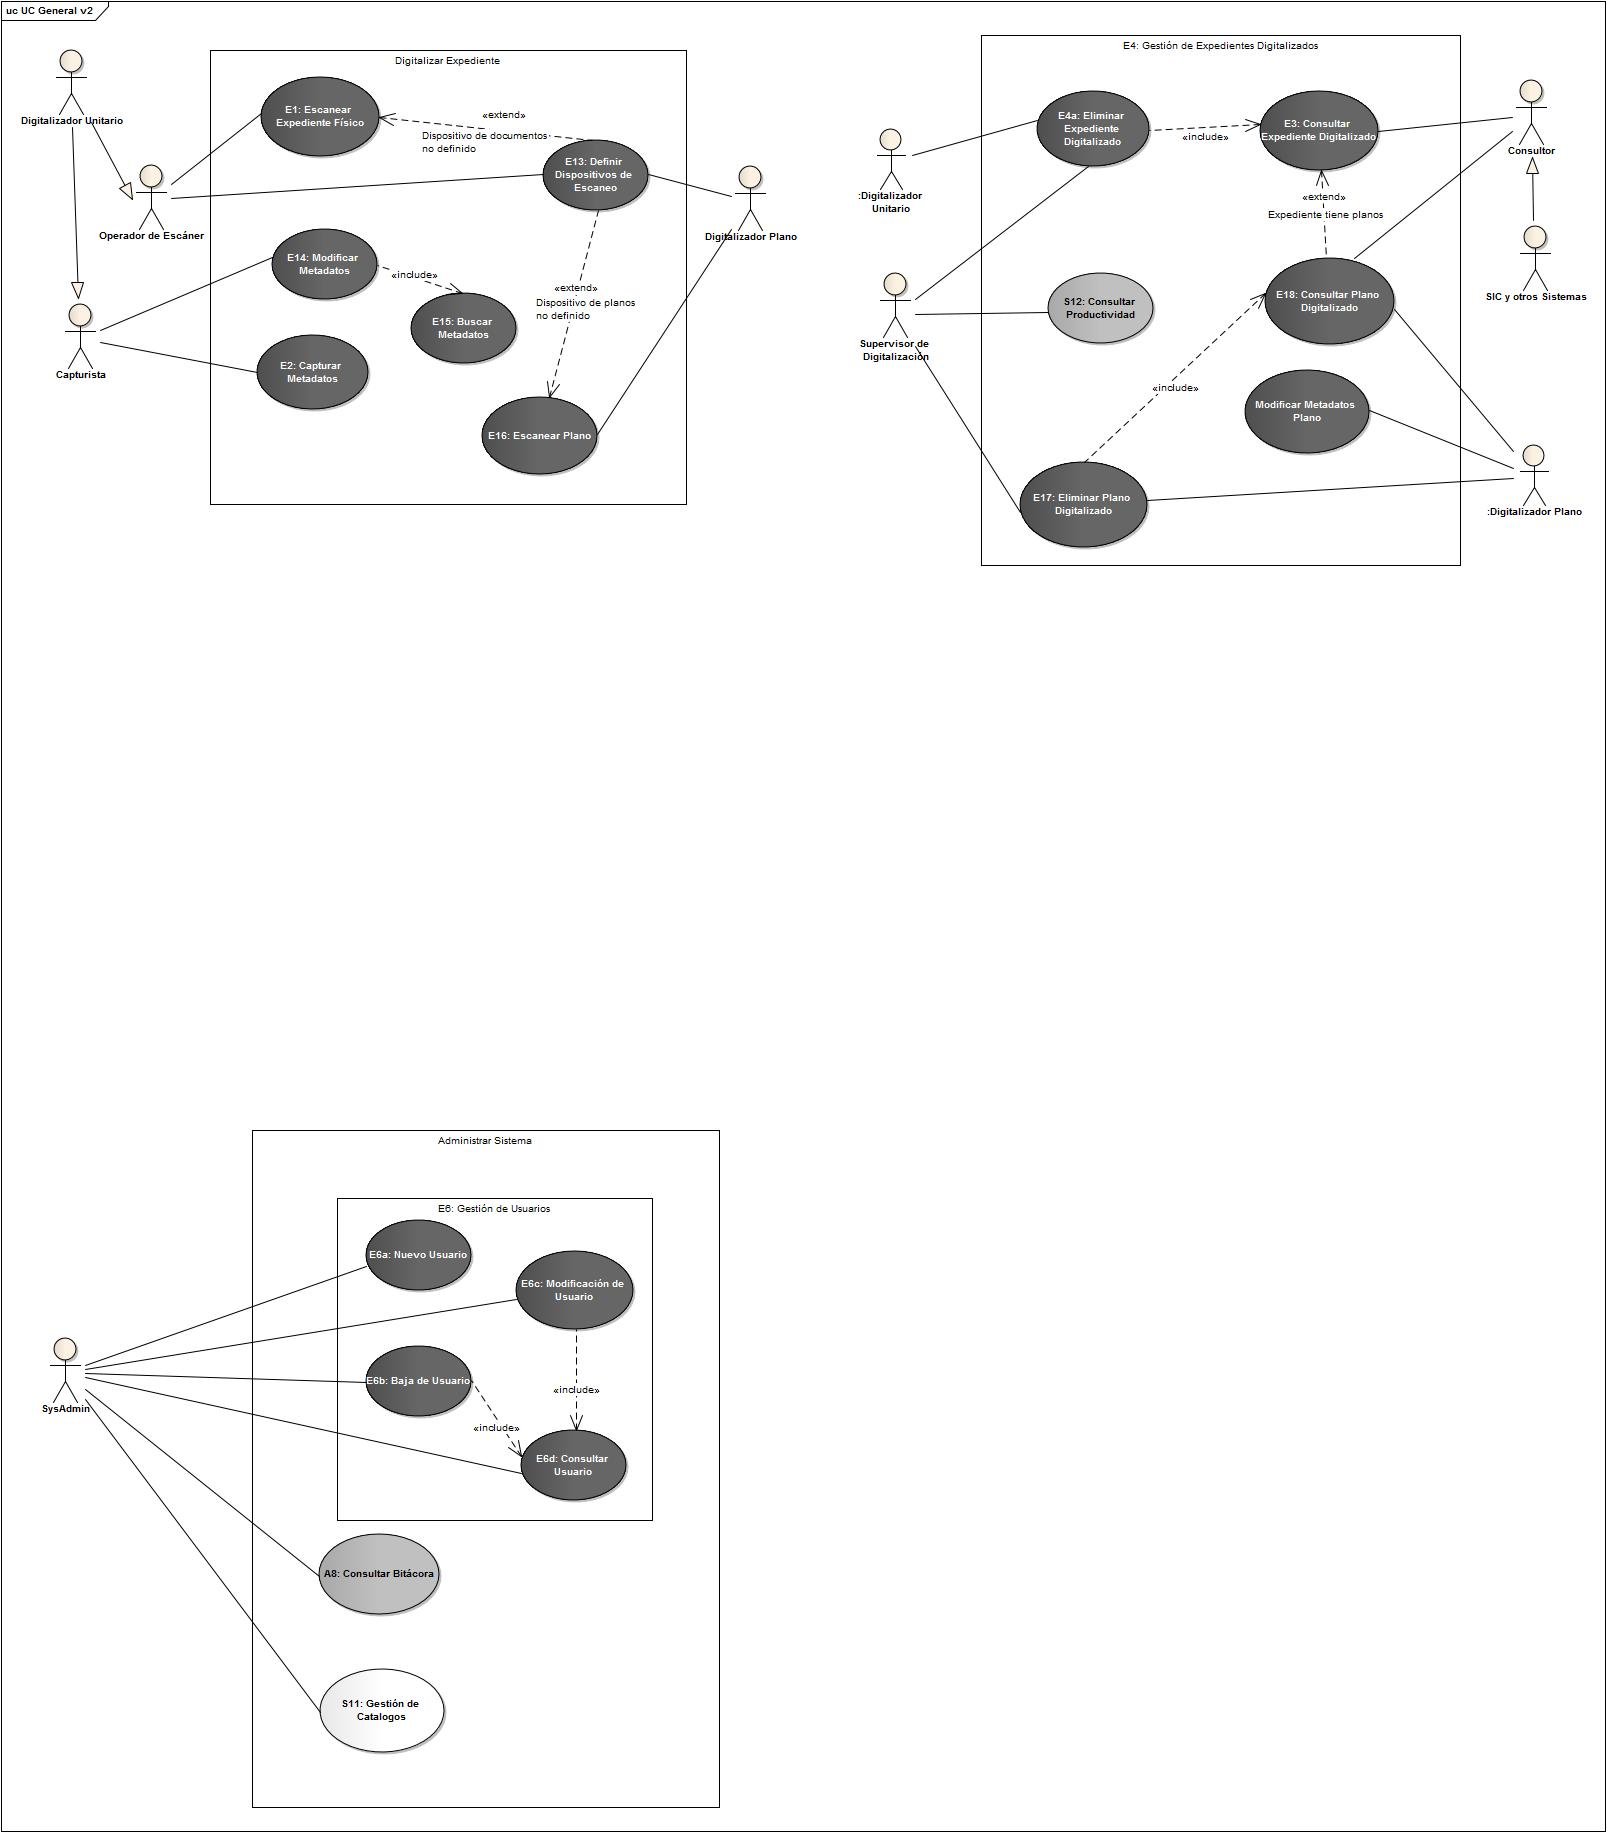 uc UC General v2
Digitalizador Unitario
Operador de Escáner
Capturista
Digitalizar Expediente
E1: Escanear
Expediente Físico
«extend»
Dispositivo de documentos
no definido
E13: Definir
Dispositivos de
Escaneo
Digitalizador Plano
E14: Modificar
Metadatos
«include»
E15: Buscar
Metadatos
«extend»
Dispositivo de planos
no definido
E2: Capturar
Metadatos
E16: Escanear Plano
E4: Gestión de Expedientes Digitalizados
:Digitalizador
Unitario
E4a: Eliminar
Expediente
Digitalizado
«include»
E3: Consultar
Expediente Digitalizado
Consultor
«extend»
Expediente tiene planos
SIC y otros Sistemas
Supervisor de
Digitalización
S12: Consultar
Productividad
E18: Consultar Plano
Digitalizado
«include»
Modificar Metadatos
Plano
E17: Eliminar Plano
Digitalizado
:Digitalizador Plano
Administrar Sistema
E6: Gestión de Usuarios
E6a: Nuevo Usuario
E6c: Modificación de
Usuario
SysAdmin
E6b: Baja de Usuario
«include»
«include»
E6d: Consultar
Usuario
A8: Consultar Bitácora
S11: Gestión de
Catalogos